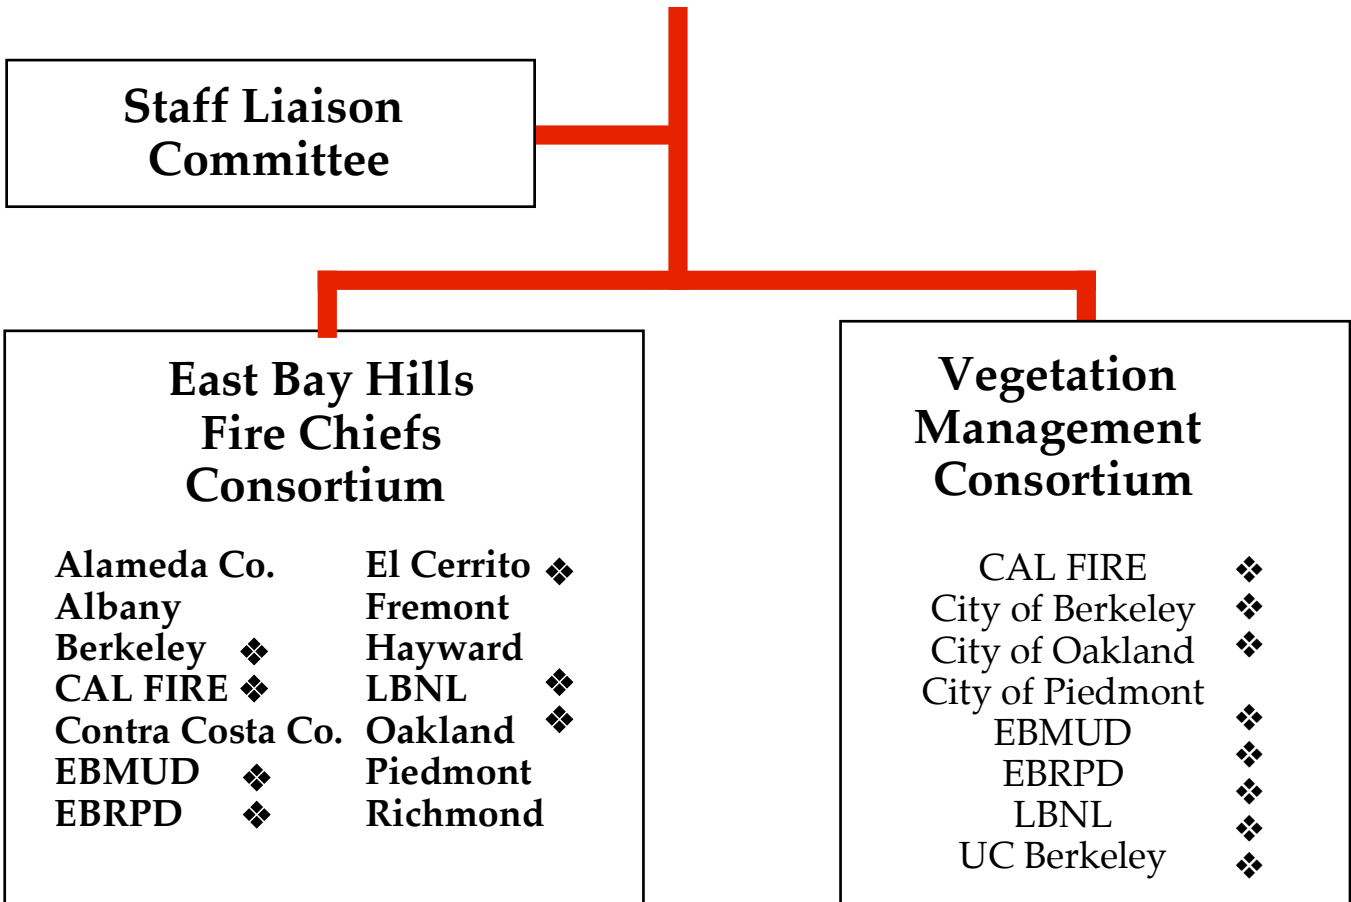 Staff Liaison
Committee
East Bay Hills
Fire Chiefs
Consortium
Alameda Co.
Albany
Berkeley ❖
CAL FIRE ❖
Contra Costa Co.
EBMUD ❖
EBRPD ❖
El Cerrito ❖
Fremont
Hayward
LBNL ❖
Oakland ❖
Piedmont
Richmond
Vegetation
Management
Consortium
CAL FIRE ❖
City of Berkeley ❖
City of Oakland ❖
City of Piedmont
EBMUD ❖
EBRPD ❖
LBNL ❖
UC Berkeley ❖
❖